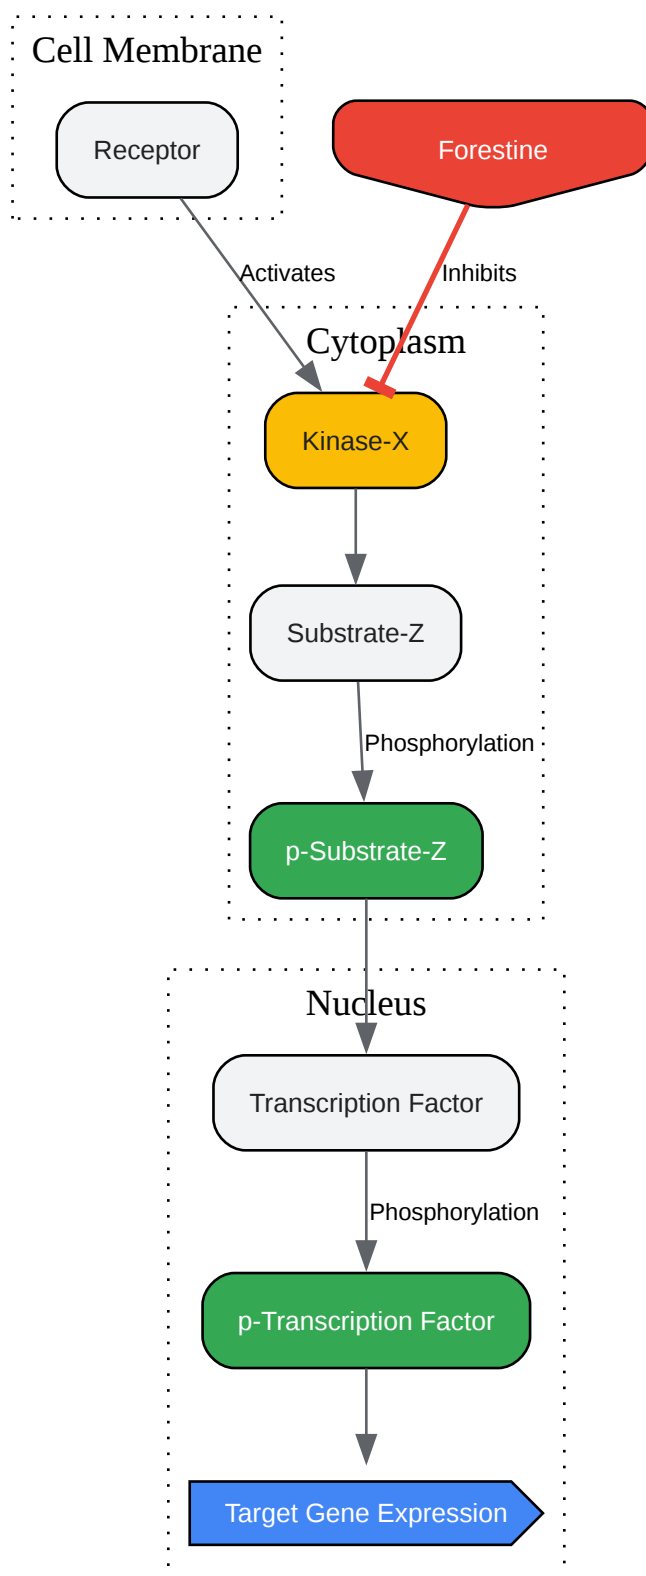 Cell Membrane
Receptor
Forestine
Activates
Inhibits
Cytoplasm
Kinase-X
Substrate-Z
Phosphorylation
p-Substrate-Z
Nucleus
Transcription Factor
Phosphorylation
p-Transcription Factor
Target Gene Expression